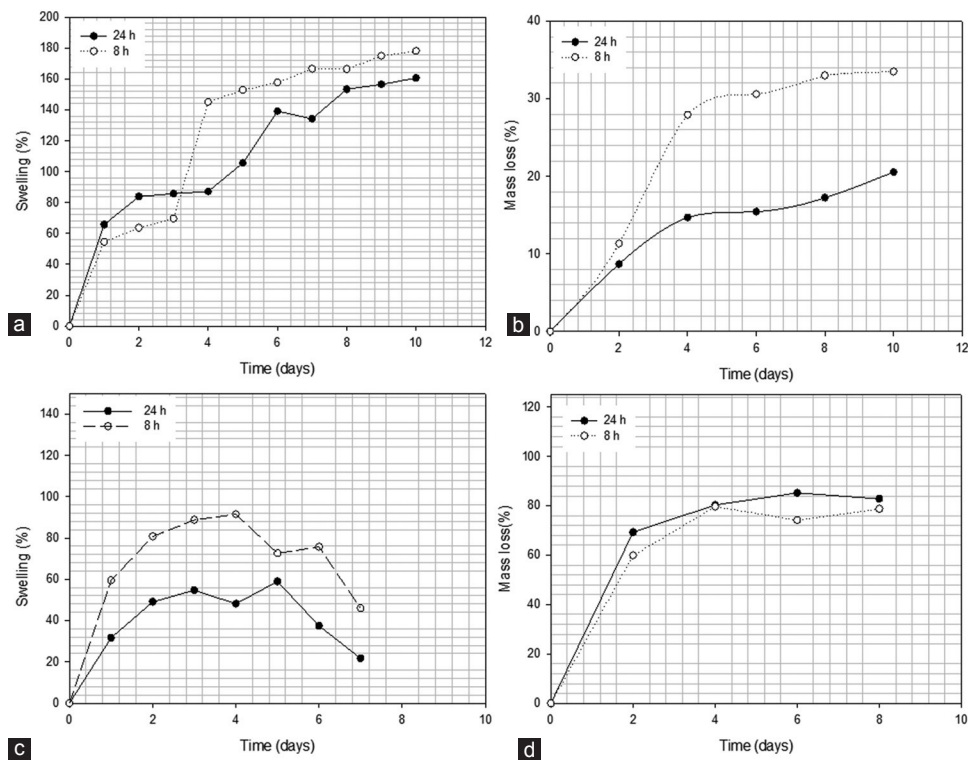 200
180
160
140
120
100
80
60
40
20
0
Swelling (%)
24 h
8 h
0 2 4 6 8 10 12
Time (days)
a
40
30
20
10
0
Mass loss (%)
24 h
8 h
0 2 4 6 8 10 12
Time (days)
b
140
120
100
80
60
40
20
0
Swelling (%)
24 h
8 h
0 2 4 6 8 10
Time (days)
c
120
100
80
60
40
20
0
Mass loss(%)
24 h
8 h
0 2 4 6 8 10
Time (days)
d